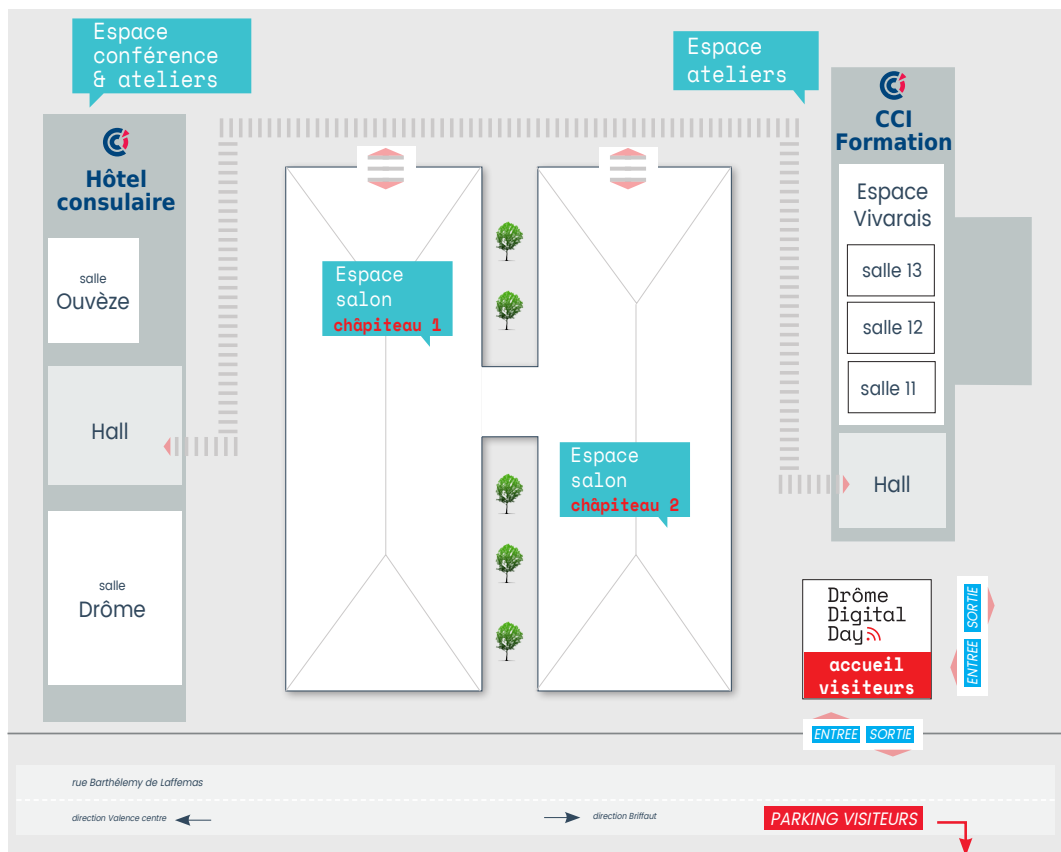 Espace
conférence
& ateliers
Espace
ateliers
CCI
Formation
Hôtel
consulaire
Espace
Vivarais
salle
Ouvèze
salle 13
salle 12
salle 11
Espace
salon
châpiteau 1
Hall
Espace
salon
châpiteau 2
Hall
salle
Drôme
Drôme
Digital
Day
accueil
visiteurs
ENTREE SORTIE
ENTREE SORTIE
rue Barthélemy de Laffemas
direction Valence centre
direction Briffaut
PARKING VISITEURS